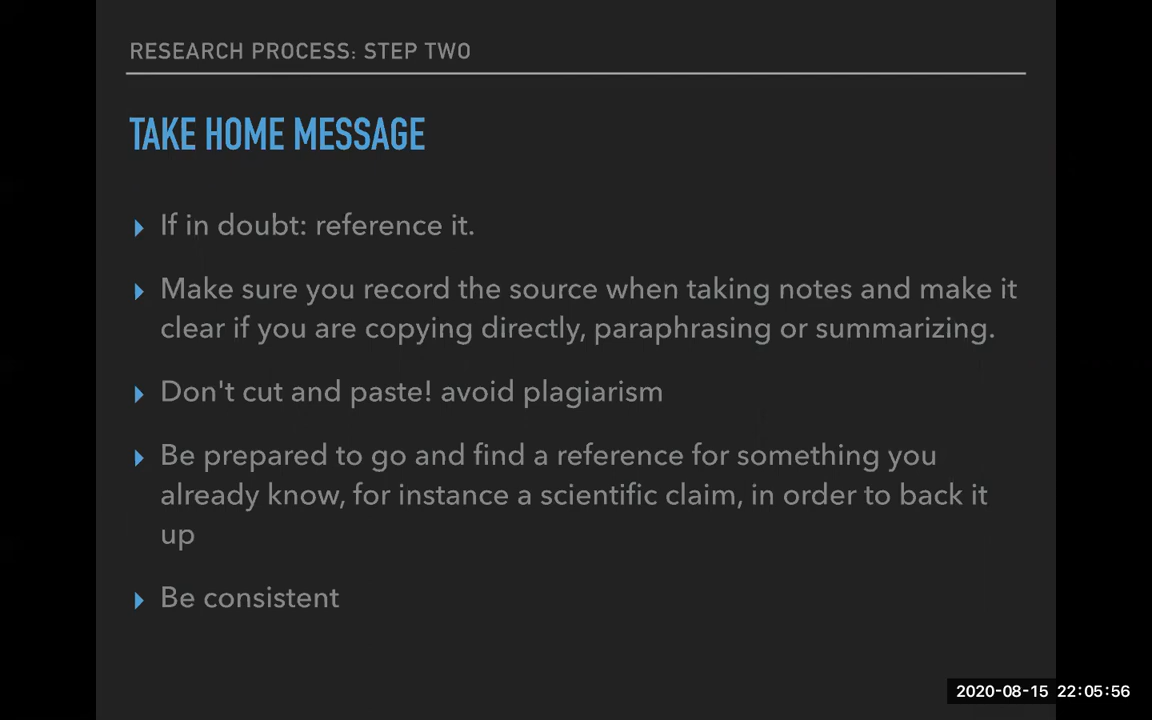 RESEARCH PROCESS: STEP TWO
TAKE HOME MESSAGE
If in doubt: reference it.
Make sure you record the source when taking notes and make it
clear if you are copying directly, paraphrasing or summarizing.
Don't cut and paste! avoid plagiarism
Be prepared to go and find a reference for something you
already know, for instance a scientific claim, in order to back it
up
Be consistent
2020-08-15 22:05:56